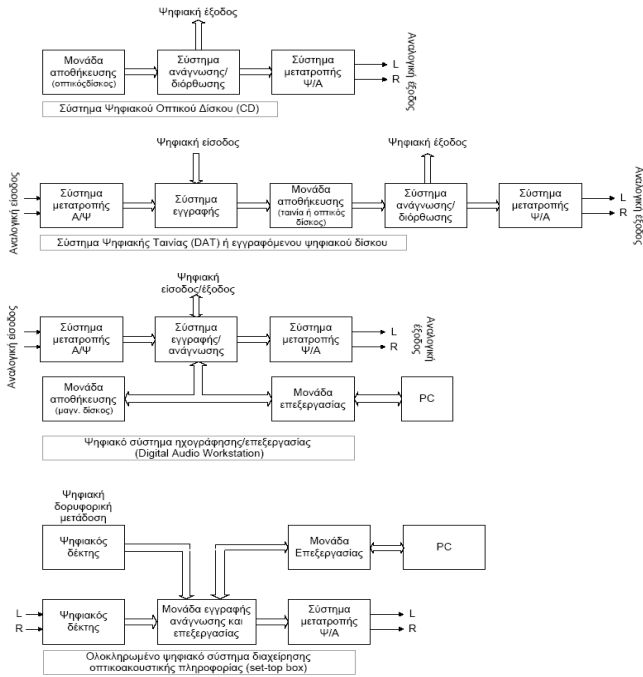 Ψηφιακή έξοδος
Μονάδα
αποθήκευσης
(οπτικόςδίσκος)
Σύστημα
ανάγνωσης/
διόρθωσης
Σύστημα
μετατροπής
Ψ/Α
L
R
Αναλογική έξοδος
Σύστημα Ψηφιακού Οπτικού Δίσκου (CD)
Ψηφιακή είσοδος
Ψηφιακή έξοδος
Αναλογική είσοδος
Σύστημα
μετατροπής
Α/Ψ
Σύστημα
εγγραφής
Μονάδα
αποθήκευσης
(ταινία ή οπτικός
δίσκος)
Σύστημα
ανάγνωσης/
διόρθωσης
Σύστημα
μετατροπής
Ψ/Α
L
R
Αναλογική έξοδος
Σύστημα Ψηφιακής Ταινίας (DAT) ή εγγραφόμενου ψηφιακού δίσκου
Ψηφιακή
είσοδος/έξοδος
Αναλογική είσοδος
Σύστημα
μετατροπής
Α/Ψ
Σύστημα
εγγραφής/
ανάγνωσης
Σύστημα
μετατροπής
Ψ/Α
L
R
Αναλογική
έξοδος
Μονάδα
αποθήκευσης
(μαγν. δίσκος)
Μονάδα
επεξεργασίας
PC
Ψηφιακό σύστημα ηχογράφησης/επεξεργασίας
(Digital Audio Workstation)
Ψηφιακή
δορυφορική
μετάδοση
Ψηφιακός
δέκτης
Μονάδα
Επεξεργασίας
PC
L
R
Ψηφιακός
δέκτης
Μονάδα εγγραφής
ανάγνωσης και
επεξεργασίας
Σύστημα
μετατροπής
Ψ/Α
L
R
Ολοκληρωμένο ψηφιακό σύστημα διαχείρησης
οπτικοακουστικής πληροφορίας (set-top box)